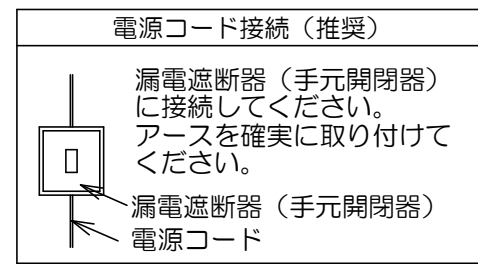 電源コード接続（推奨）
漏電遮断器（手元開閉器）
に接続してください。
アースを確実に取り付けて
ください。
漏電遮断器（手元開閉器）
電源コード